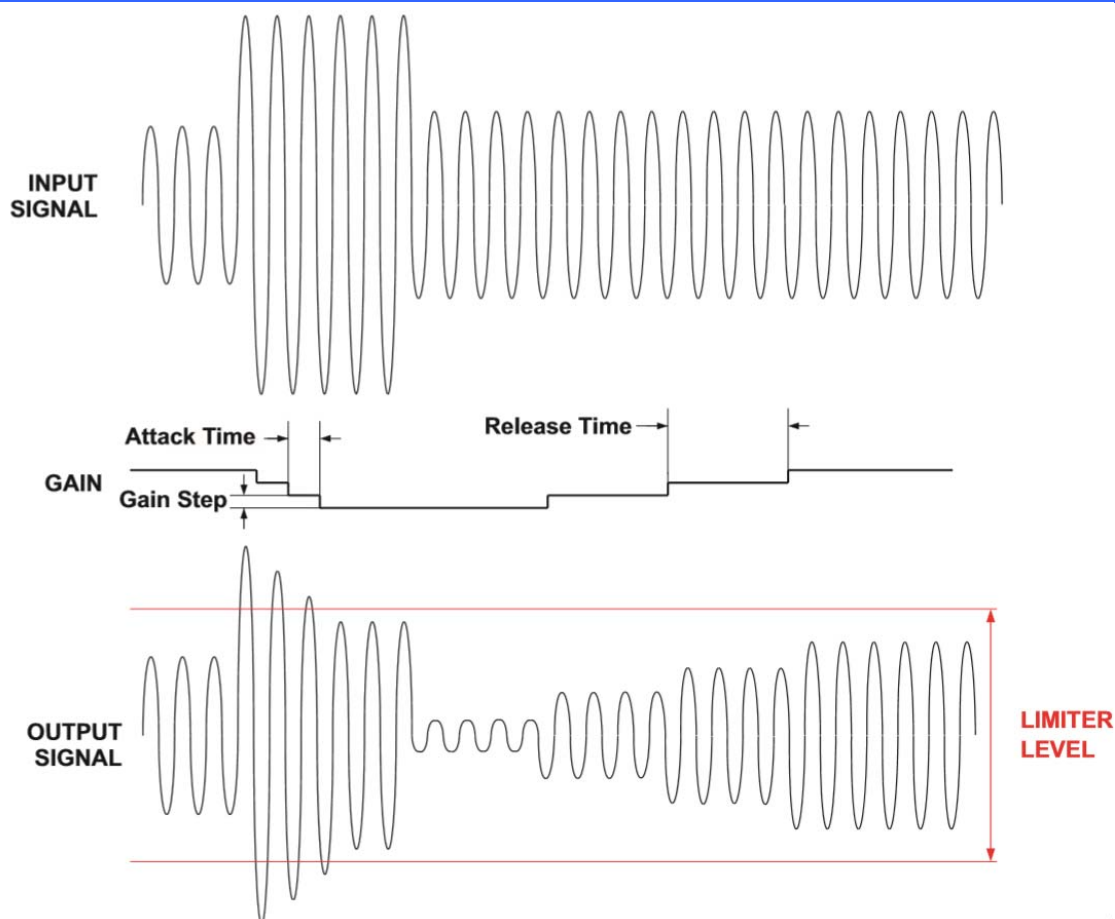 INPUT
SIGNAL
Attack Time
Release Time
GAIN
Gain Step
OUTPUT
SIGNAL
LIMITER
LEVEL